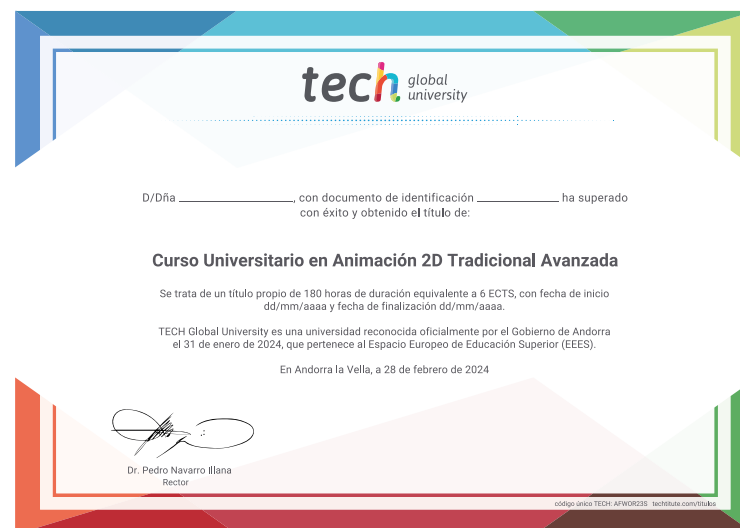 tech global university
D/Dña ____________________, con documento de identificación ______________ ha superado
con éxito y obtenido el título de:
Curso Universitario en Animación 2D Tradicional Avanzada
Se trata de un título propio de 180 horas de duración equivalente a 6 ECTS, con fecha de inicio
dd/mm/aaaa y fecha de finalización dd/mm/aaaa.
TECH Global University es una universidad reconocida oficialmente por el Gobierno de Andorra
el 31 de enero de 2024, que pertenece al Espacio Europeo de Educación Superior (EEES).
En Andorra la Vella, a 28 de febrero de 2024
Dr. Pedro Navarro Illana
Rector
código único TECH: AFWOR23S techtitute.com/títulos